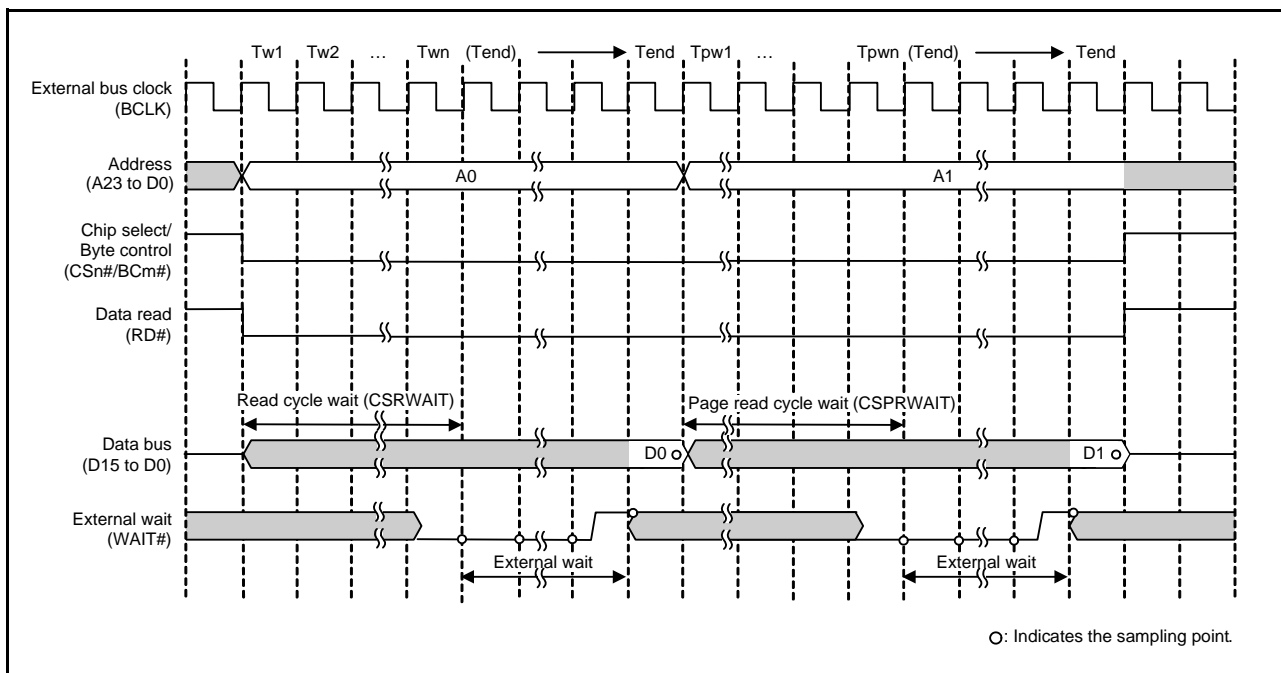 Tw1 Tw2 … Twn (Tend) Tend Tpw1 … Tpwn (Tend) Tend
External bus clock
(BCLK)
Address
(A23 to D0)
A0 A1
Chip select/
Byte control
(CSn#/BCm#)
Data read
(RD#)
Read cycle wait (CSRWAIT) Page read cycle wait (CSPRWAIT)
Data bus
(D15 to D0)
D0 D1
External wait
(WAIT#)
External wait External wait
: Indicates the sampling point.